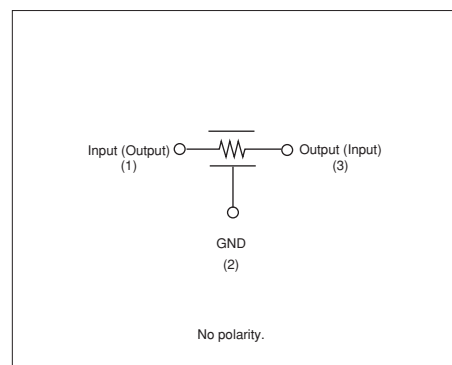 Input (Output) Output (Input)
(1) (3)
GND
(2)
No polarity.